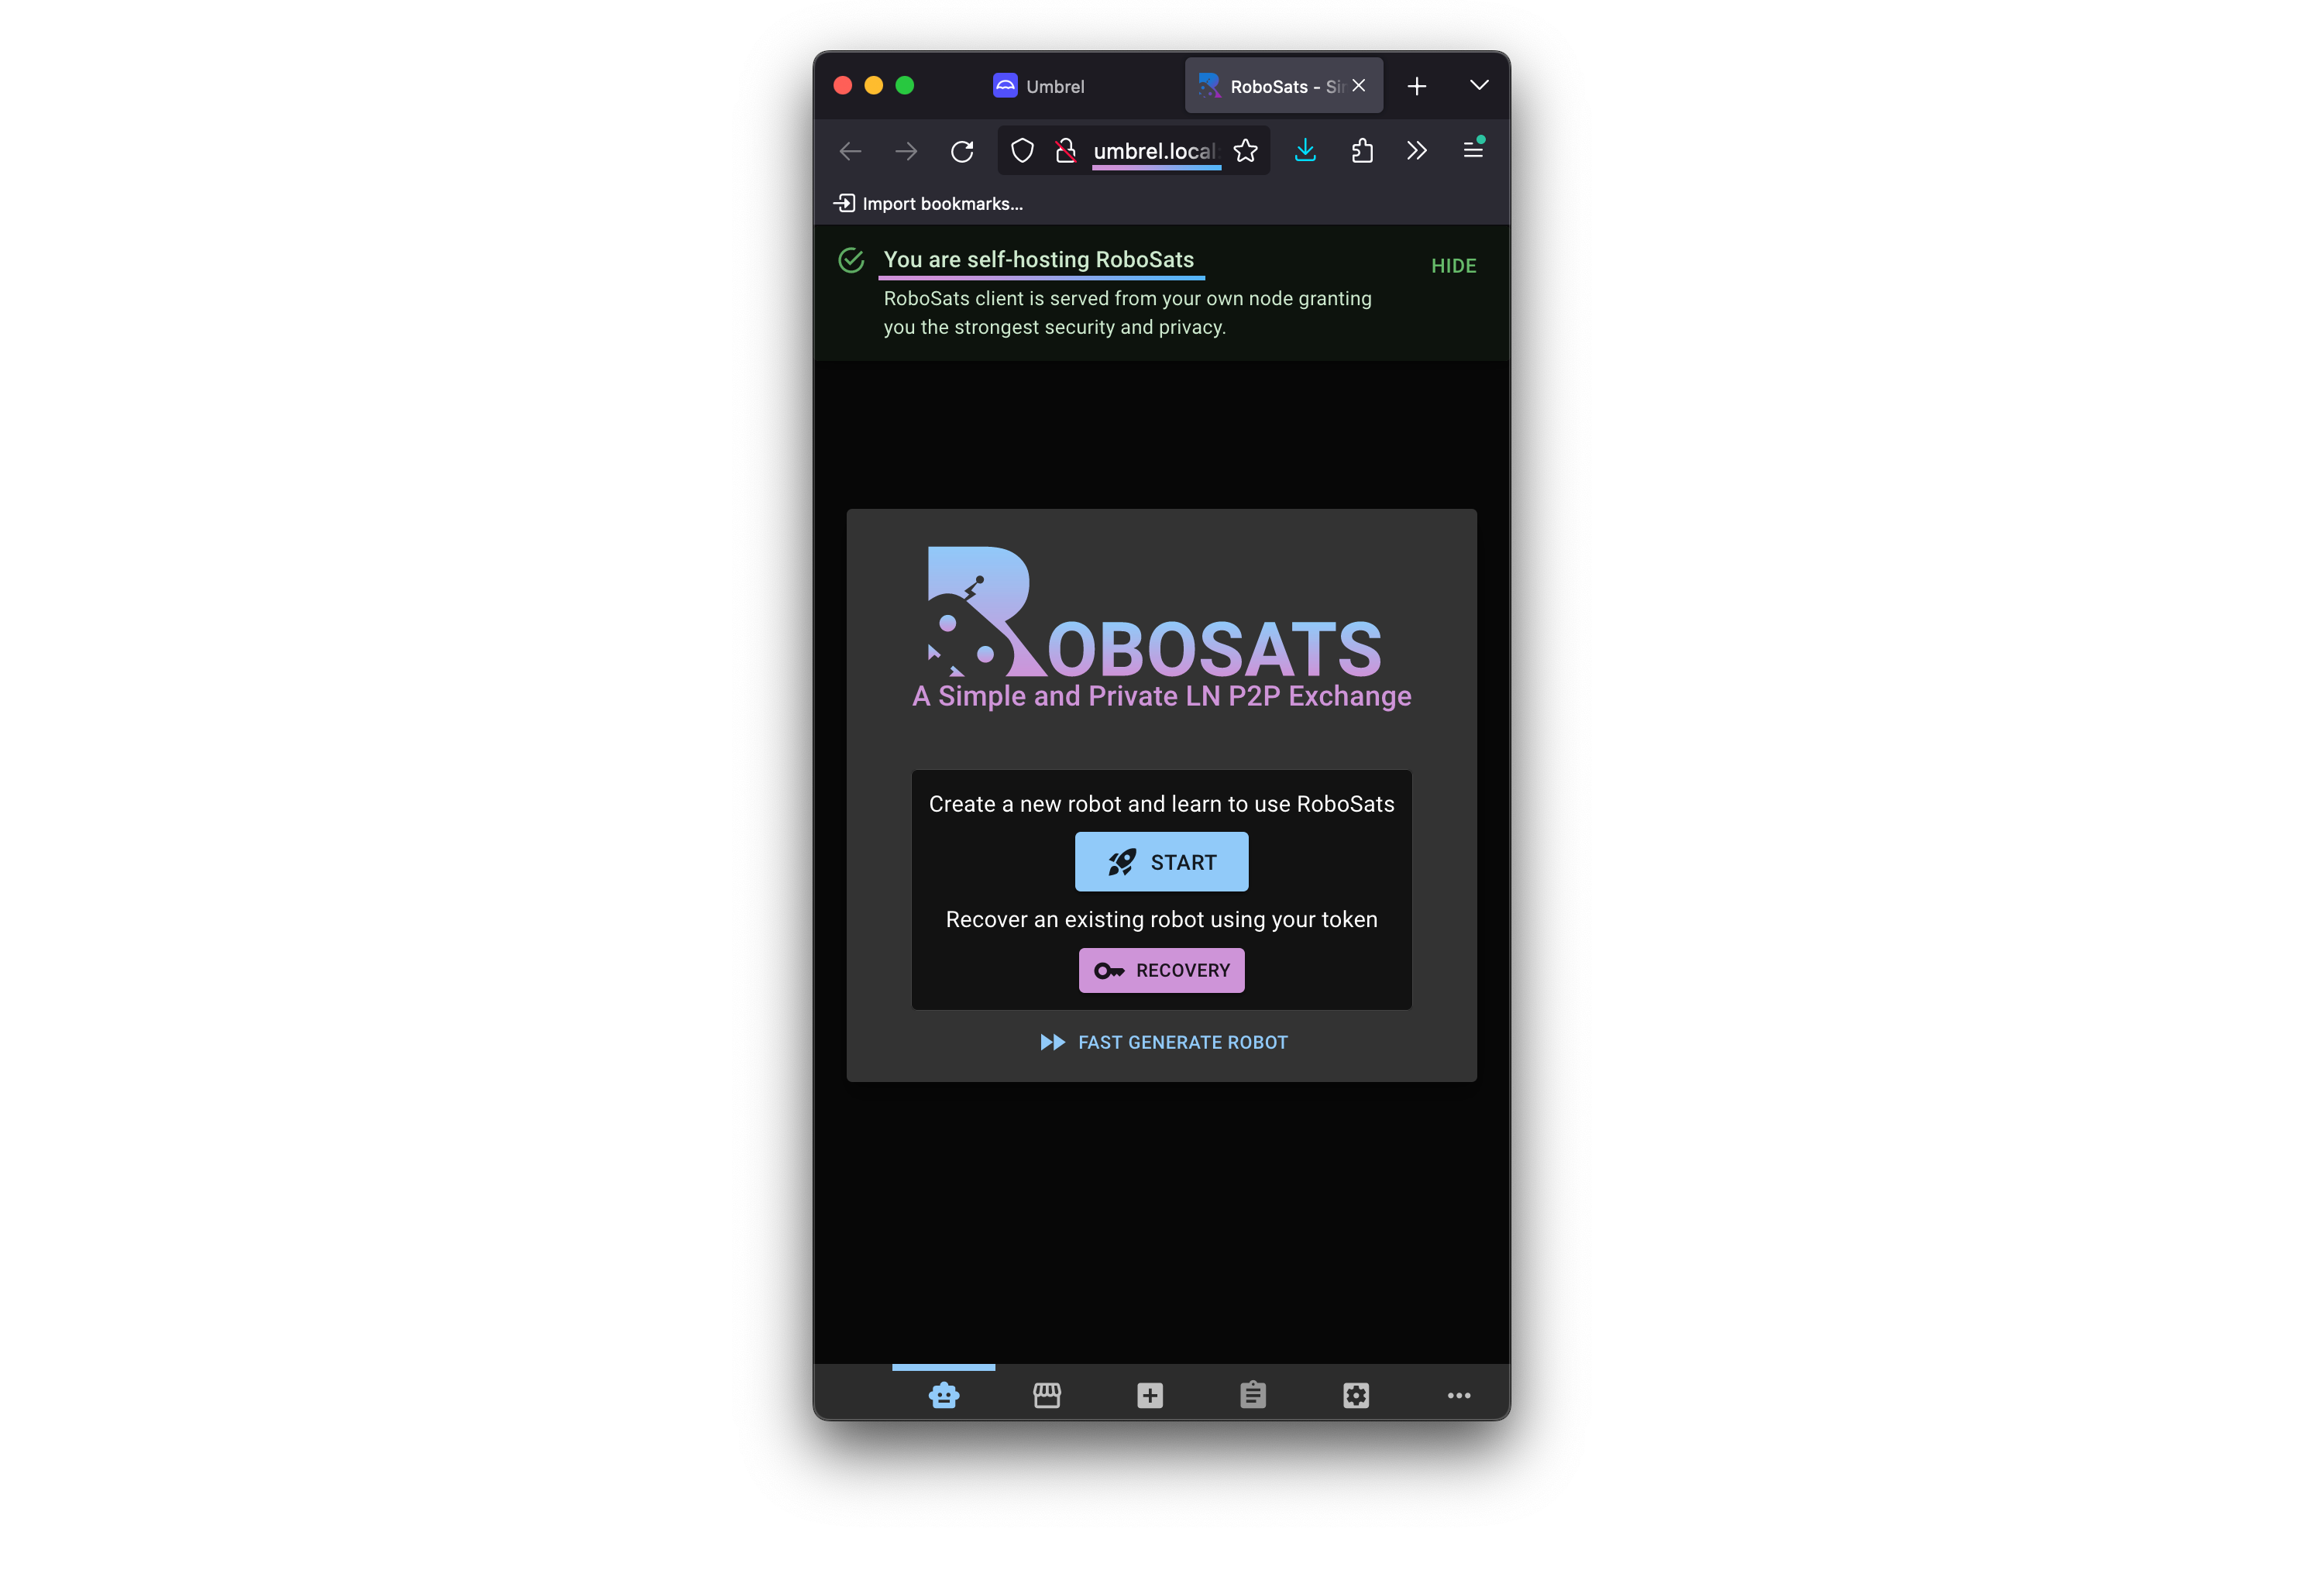 Umbrel
RoboSats - Sir
umbrel.local
Import bookmarks...
You are self-hosting RoboSats
HIDE
RoboSats client is served from your own node granting
you the strongest security and privacy.
ROBOSATS
A Simple and Private LN P2P Exchange
Create a new robot and learn to use RoboSats
START
Recover an existing robot using your token
RECOVERY
FAST GENERATE ROBOT